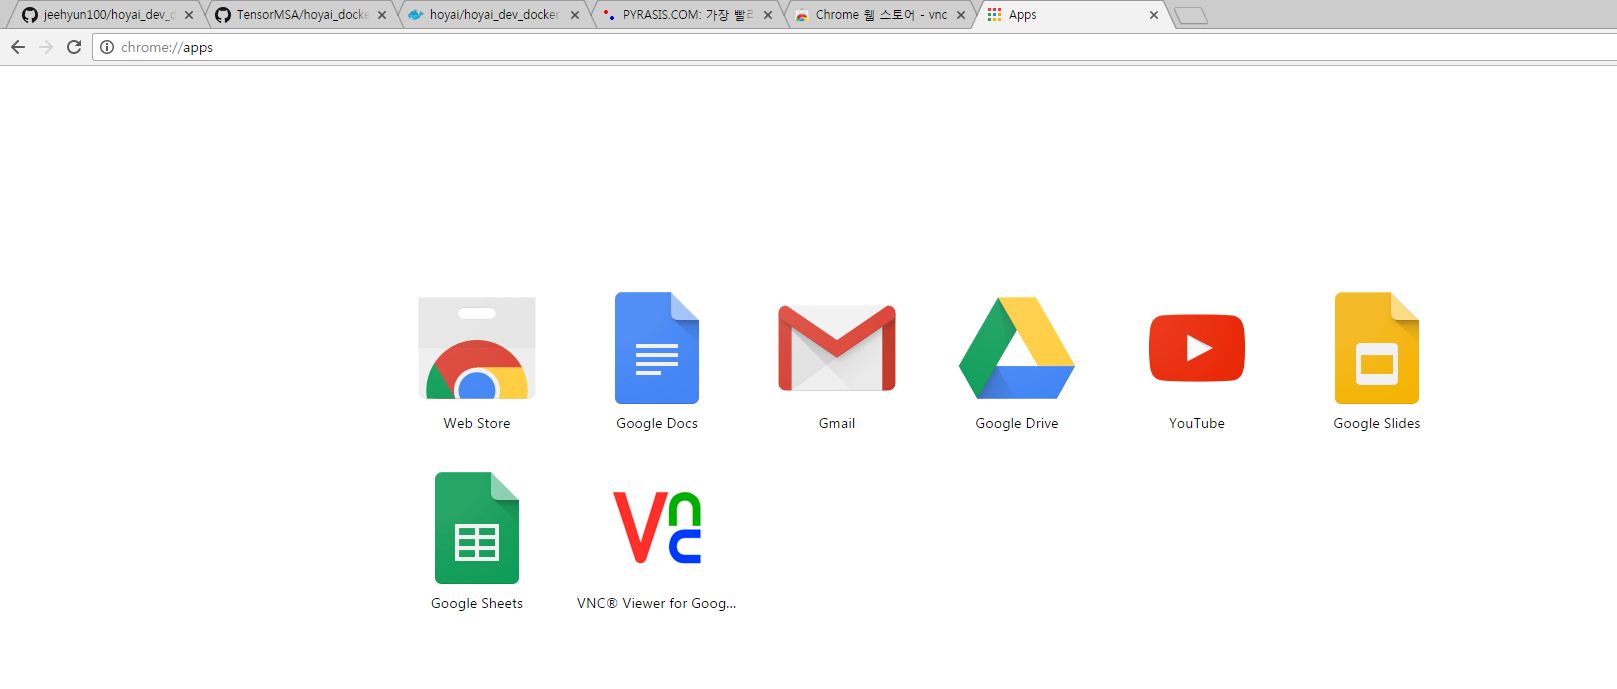 jeehyun100/hoyai_dev_d
TensorMSA/hoyai_docke
hoyai/hoyai_dev_docker
PYRASIS.COM: 가장 빨리
Chrome 웹 스토어 - vnc
Apps
chrome://apps
Web Store
Google Docs
Gmail
Google Drive
YouTube
Google Slides
Google Sheets
Vnc
VNC® Viewer for Goog...